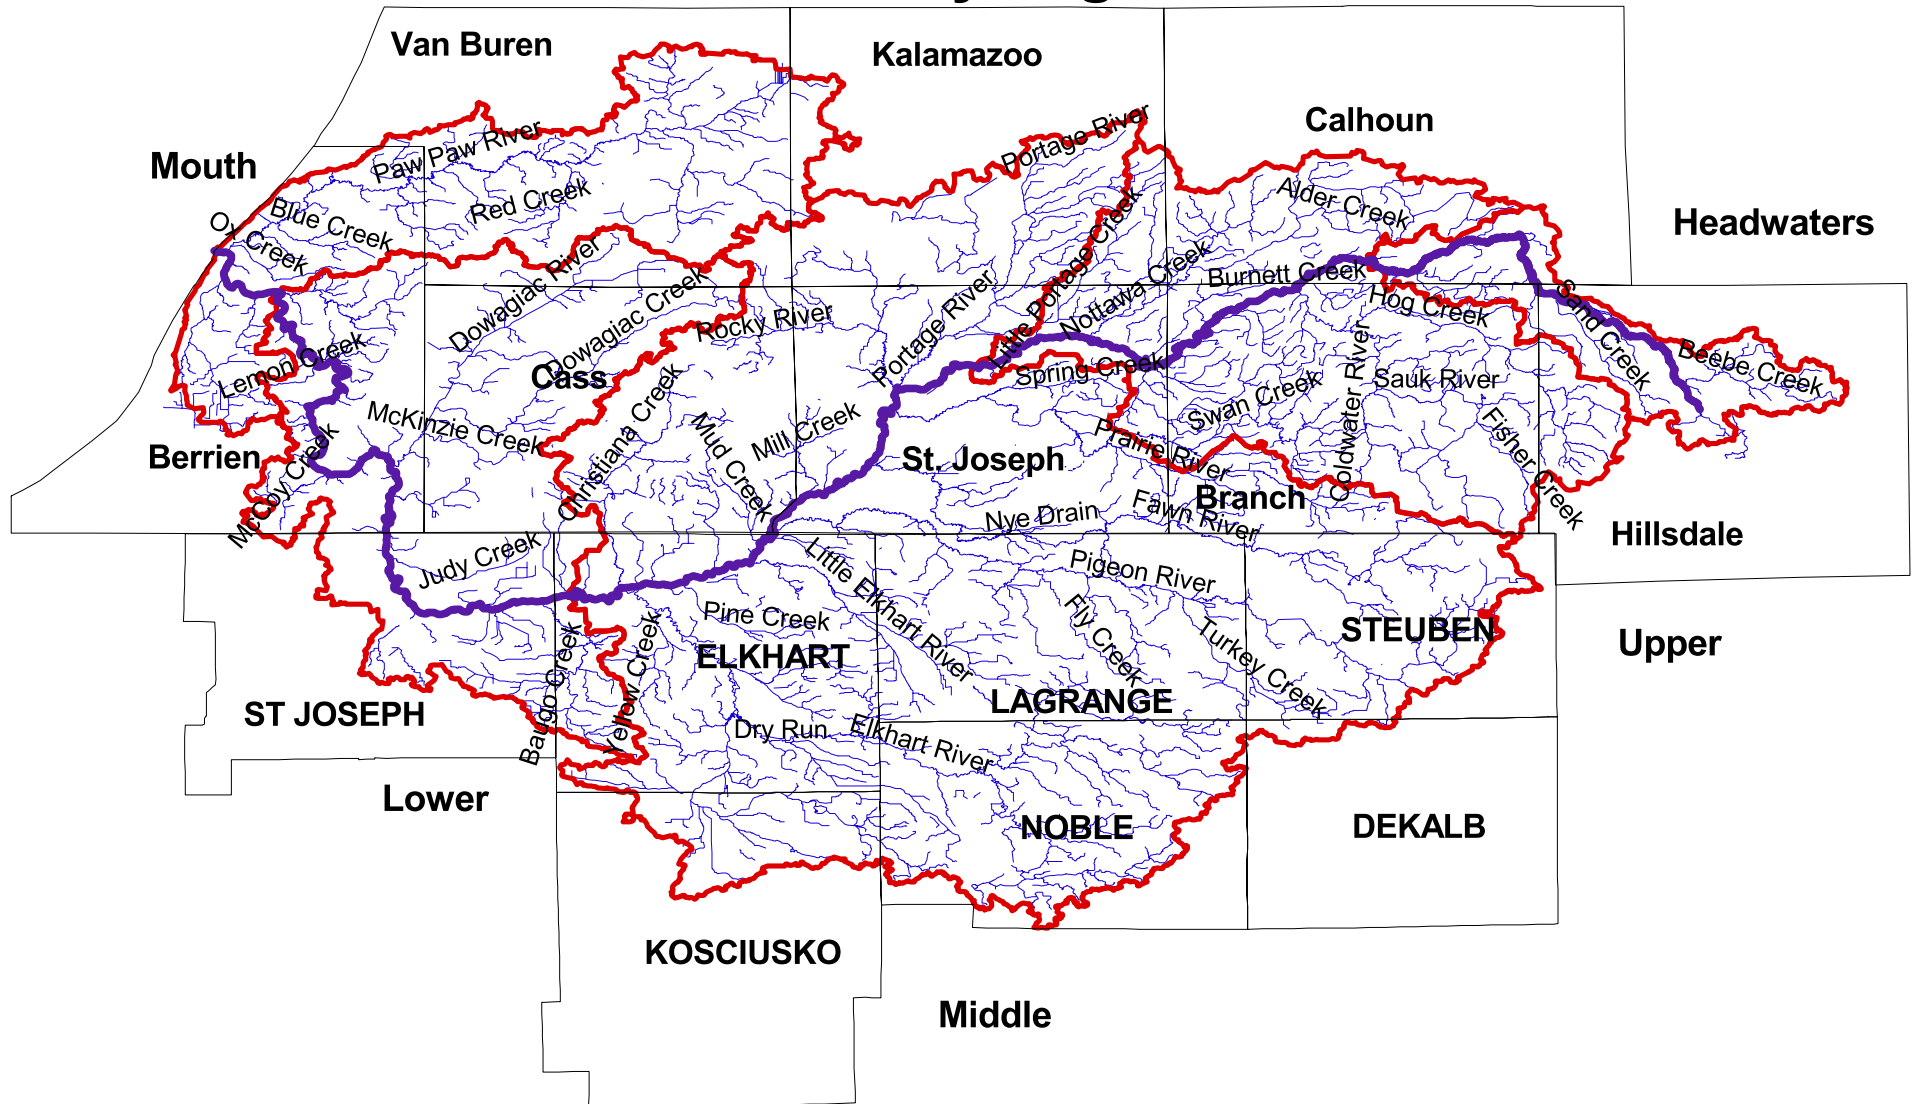 Van Buren
Kalamazoo
Calhoun
Mouth
Paw Paw River
Portage River
Red Creek
Blue Creek
Ox Creek
Alder Creek
Headwaters
Dowagiac River
Dowagiac Creek
Rocky River
Portage River
Little Portage Creek
Nottawa Creek
Burnett Creek
Hog Creek
Sand Creek
Beebe Creek
Lemon Creek
Cass
Spring Creek
Swan Creek
Coldwater River
Sauk River
Fisher Creek
McKinzie Creek
Christiana Creek
Mud Creek
Mill Creek
Prairie River
Berrien
McCoy Creek
St. Joseph
Branch
Nye Drain
Fawn River
Hillsdale
Judy Creek
Little Elkhart River
Pigeon River
Pine Creek
Fly Creek
Turkey Creek
STEUBEN
Upper
Baugo Creek
Yellow Creek
ELKHART
LAGRANGE
ST JOSEPH
Dry Run
Elkhart River
Lower
NOBLE
DEKALB
KOSCIUSKO
Middle